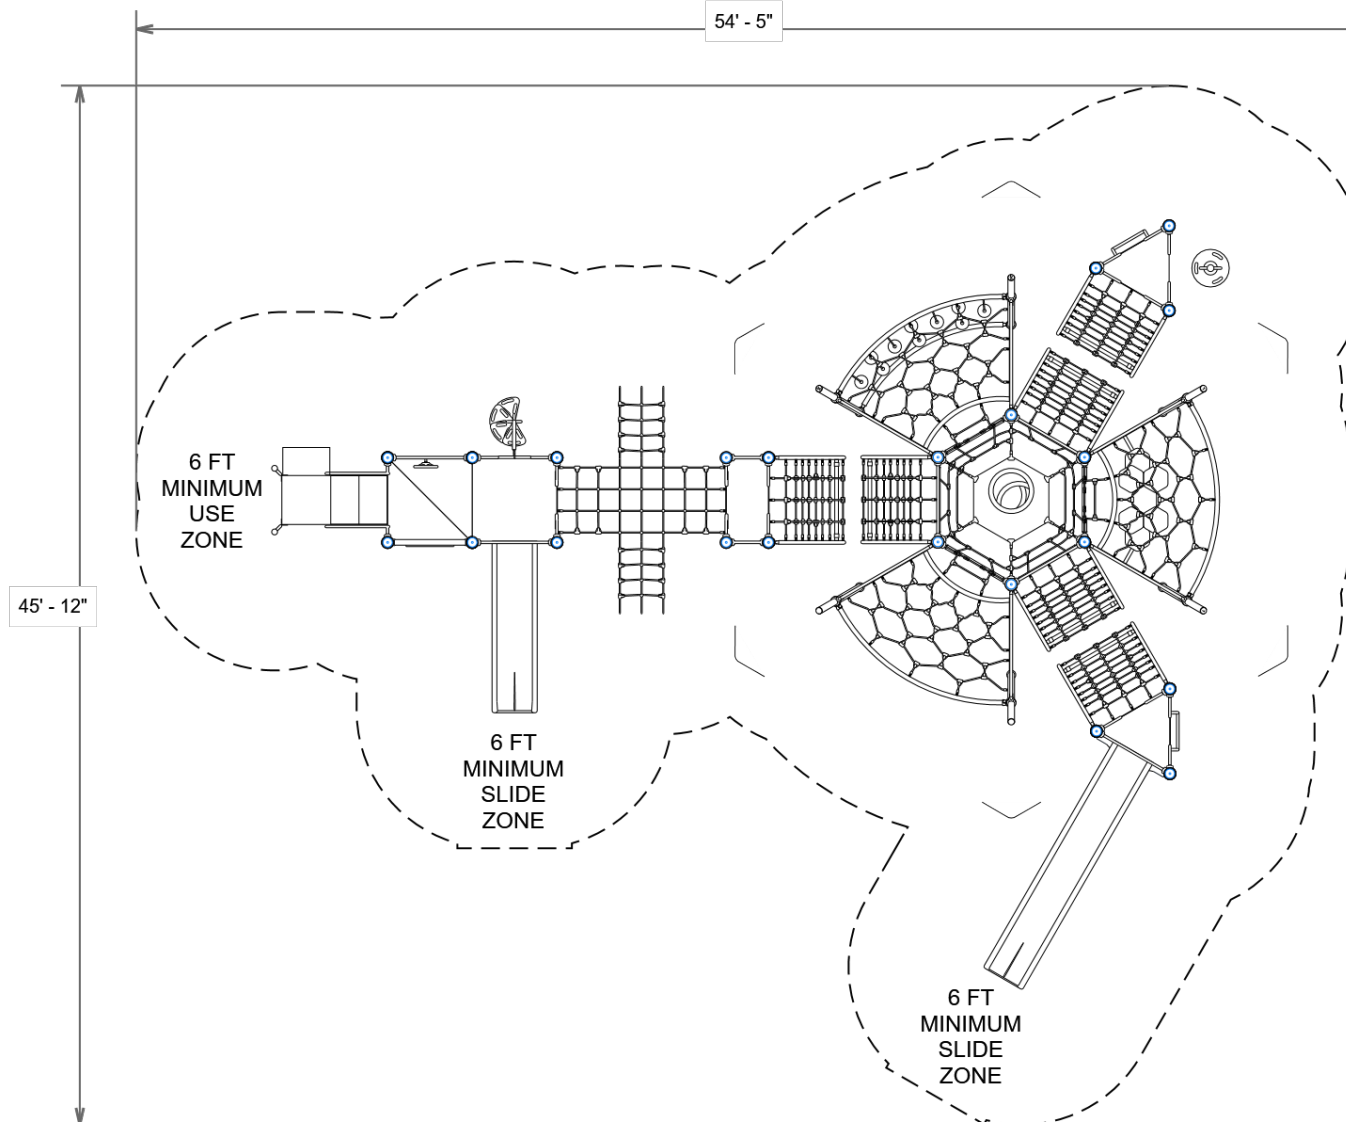 54' - 5"
6 FT
MINIMUM
USE
ZONE
45' - 12"
6 FT
MINIMUM
SLIDE
ZONE
6 FT
MINIMUM
SLIDE
ZONE